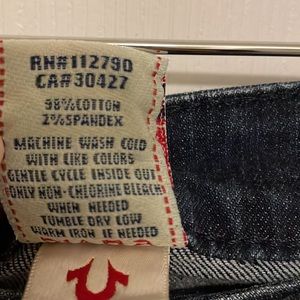 RN#112790
CA#30427
98%COTTON
2%SPANDEX
MACHINE WASH COLD
WITH LIKE COLORS
GENTLE CYCLE INSIDE OUT
ONLY NON-CHLORINE BLEACH
WHEN NEEDED
TUMBLE DRY LOW
WARM IRON IF NEEDED